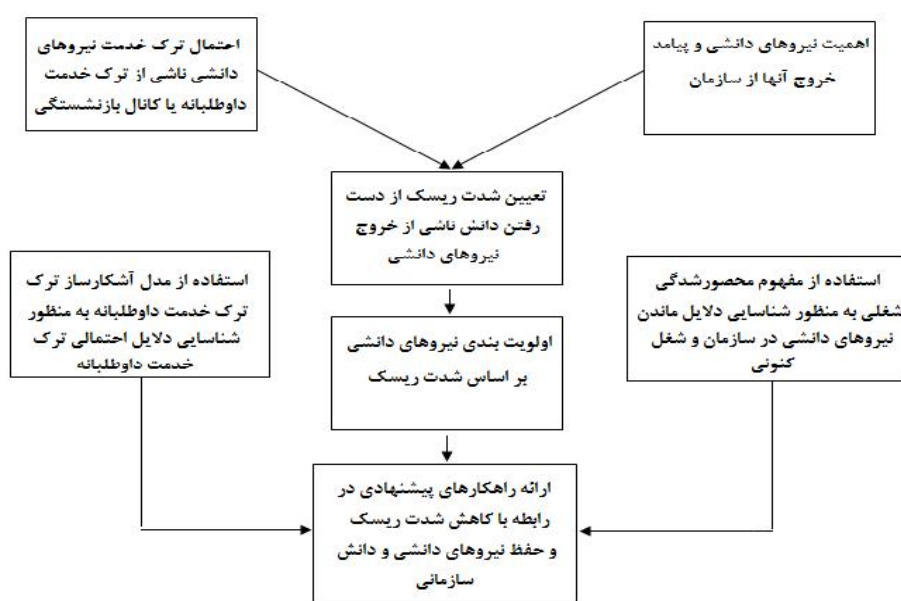 اهمیت نیروهای دانشی و پیامد
خروج آنها از سازمان
احتمال ترک خدمت نیروهای
دانشی ناشی از ترک خدمت
داوطلبانه یا کانال بازنشستگی
تعیین شدت ریسک از دست
رفتن دانش ناشی از خروج
نیروهای دانشی
استفاده از مفهوم محصورشدگی
شغلی به منظور شناسایی دلایل ماندن
نیروهای دانشی در سازمان و شغل
کنونی
اولویت بندی نیروهای دانشی
بر اساس شدت ریسک
استفاده از مدل آشکارساز ترک
ترک خدمت داوطلبانه به منظور
شناسایی دلایل احتمالی ترک
خدمت داوطلبانه
ارائه راهکارهای پیشنهادی در
رابطه با کاهش شدت ریسک
و حفظ نیروهای دانشی و دانش
سازمانی